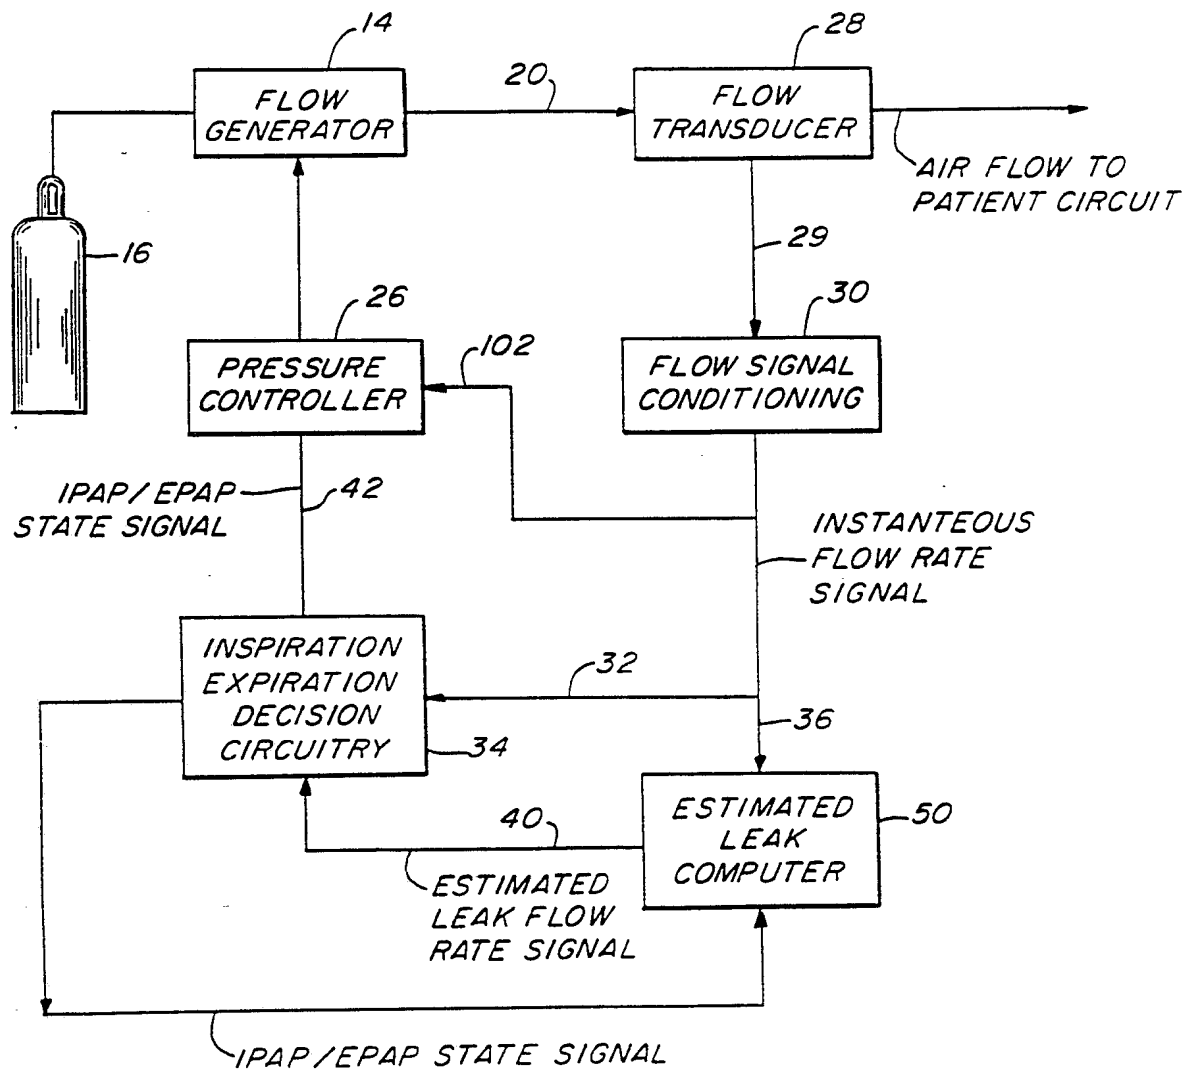 14
FLOW
GENERATOR
20
28
FLOW
TRANSDUCER
AIR FLOW TO
PATIENT CIRCUIT
16
29
26
PRESSURE
CONTROLLER
102
30
FLOW SIGNAL
CONDITIONING
IPAP/EPAP
STATE SIGNAL
42
INSTANTEOUS
FLOW RATE
SIGNAL
INSPIRATION
EXPIRATION
DECISION
CIRCUITRY
34
32
36
40
ESTIMATED
LEAK
COMPUTER
50
ESTIMATED
LEAK FLOW
RATE SIGNAL
IPAP/EPAP STATE SIGNAL